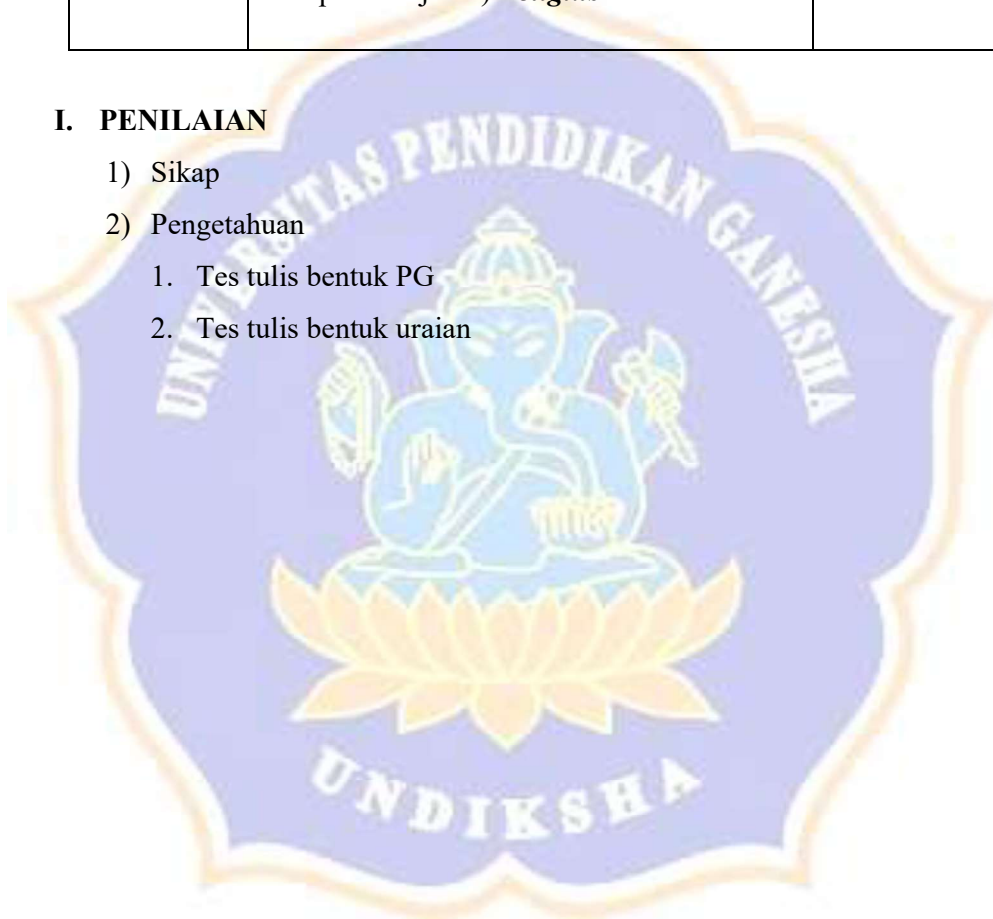 I. PENILAIAN
1) Sikap
2) Pengetahuan
1. Tes tulis bentuk PG
2. Tes tulis bentuk uraian
UNIVERSITAS PENDIDIKAN GANESHA
UNDIKSHA